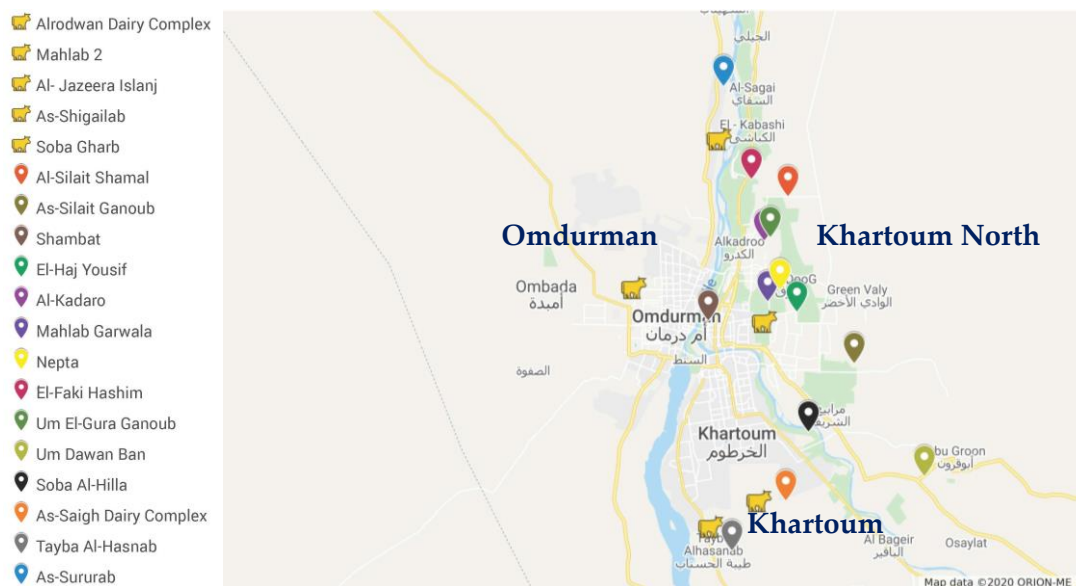 Alrodwan Dairy Complex
Mahlab 2
Al- Jazeera Islanj
As-Shigailab
Soba Gharb
Al-Silait Shamal
As-Silait Ganoub
Shambat
El-Haj Yousif
Al-Kadaro
Mahlab Garwala
Nepta
El-Faki Hashim
Um El-Gura Ganoub
Um Dawan Ban
Soba Al-Hilla
As-Saigh Dairy Complex
Tayba Al-Hasnab
As-Sururab
الجيلي
Al-Sagai
السقاي
El - Kabashi
الكباشي
Omdurman
Khartoum North
Alkadroo
الكدرو
Ombada
أمبدة
Green Valy
الوادي الأخضر
Omdurman
أم درمان
السنط
الصفوة
Khartoum
الخرطوم
أبوقرون
Khartoum
Alhasanab
طيبة الحسناب
Al Bageir
الباقير
Osaylat
Map data ©2020 ORION-ME